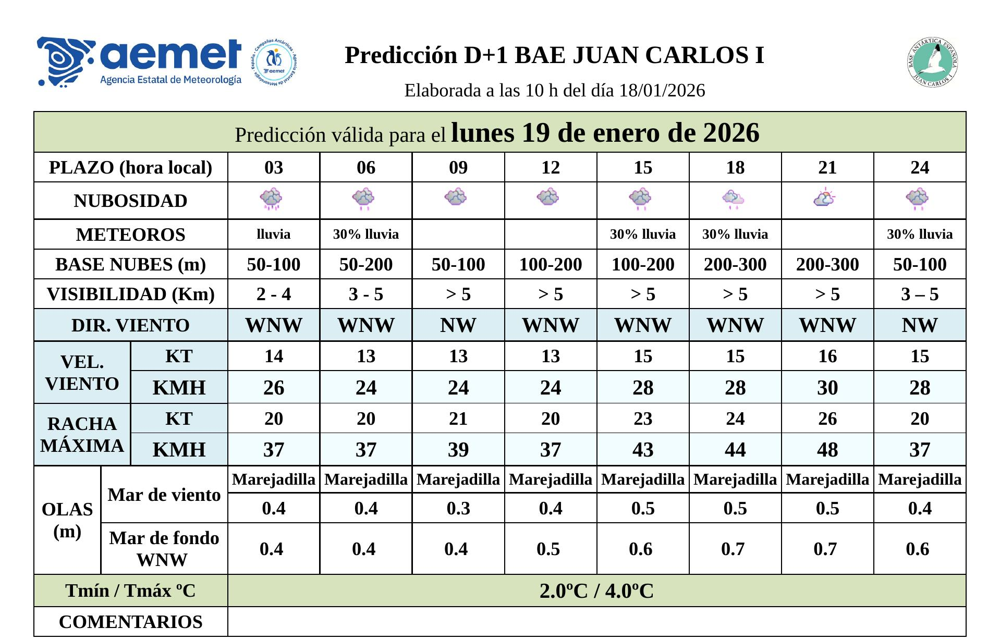 aemet
Agencia Estatal de Meteorología
Campañas Antárticas · Agencia Estatal de Meteorología · España ·
aemet
Predicción D+1 BAE JUAN CARLOS I
Elaborada a las 10 h del día 18/01/2026
BASE ANTÁRTICA ESPAÑOLA
JUAN CARLOS I
Predicción válida para el lunes 19 de enero de 2026
PLAZO (hora local) 03 06 09 12 15 18 21 24
NUBOSIDAD
METEOROS lluvia 30% lluvia 30% lluvia 30% lluvia 30% lluvia
BASE NUBES (m) 50-100 50-200 50-100 100-200 100-200 200-300 200-300 50-100
VISIBILIDAD (Km) 2 - 4 3 - 5 > 5 > 5 > 5 > 5 > 5 3 – 5
DIR. VIENTO WNW WNW NW WNW WNW WNW WNW NW
VEL.
VIENTO
KT 14 13 13 13 15 15 16 15
KMH 26 24 24 24 28 28 30 28
RACHA
MÁXIMA
KT 20 20 21 20 23 24 26 20
KMH 37 37 39 37 43 44 48 37
OLAS
(m)
Mar de viento
Marejadilla Marejadilla Marejadilla Marejadilla Marejadilla Marejadilla Marejadilla Marejadilla
0.4 0.4 0.3 0.4 0.5 0.5 0.5 0.4
Mar de fondo
WNW
0.4 0.4 0.4 0.5 0.6 0.7 0.7 0.6
Tmín / Tmáx ºC 2.0ºC / 4.0ºC
COMENTARIOS